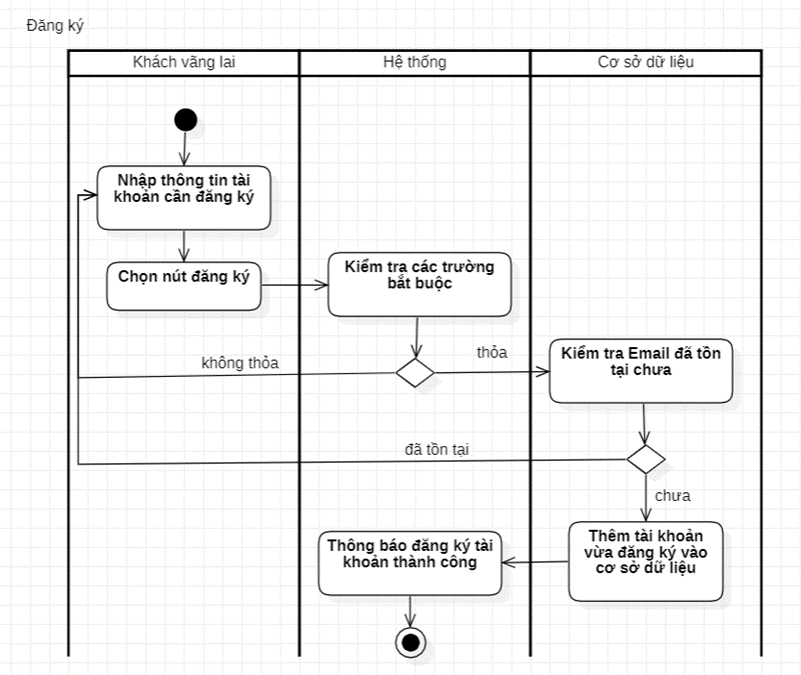 Đăng ký
Khách vãng lai
Hệ thống
Cơ sở dữ liệu
Nhập thông tin tài
khoản cần đăng ký
Chọn nút đăng ký
Kiểm tra các trường
bắt buộc
không thỏa
thỏa
Kiểm tra Email đã tồn
tại chưa
đã tồn tại
chưa
Thêm tài khoản
vừa đăng ký vào
cơ sở dữ liệu
Thông báo đăng ký tài
khoản thành công